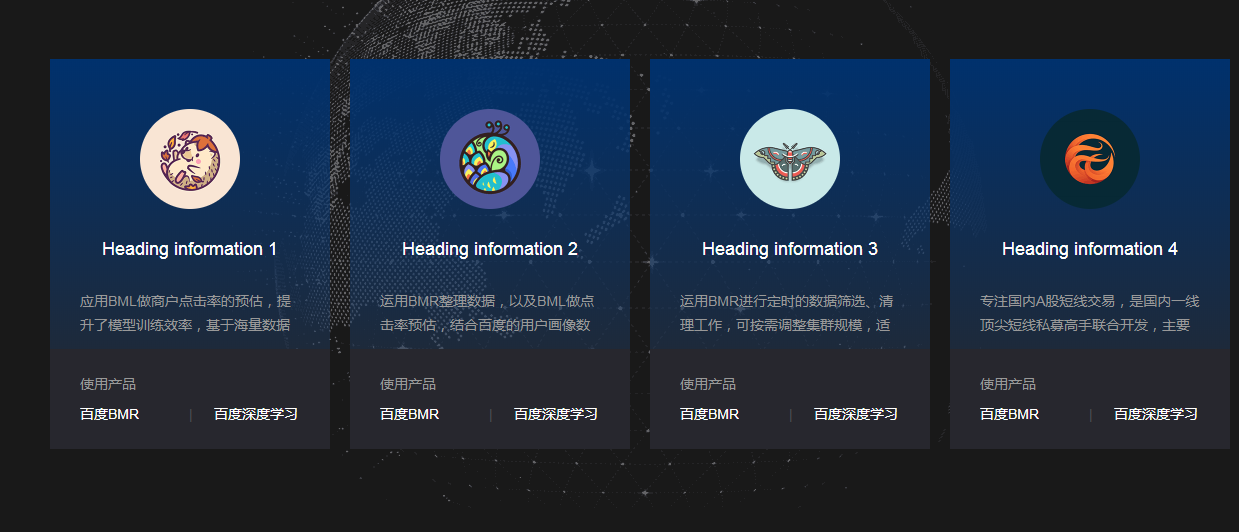 Heading information 1
应用BML做商户点击率的预估，提
升了模型训练效率，基于海量数据
使用产品
百度BMR | 百度深度学习
Heading information 2
运用BMR整理数据，以及BML做点
击率预估，结合百度的用户画像数
使用产品
百度BMR | 百度深度学习
Heading information 3
运用BMR进行定时的数据筛选、清
理工作，可按需调整集群规模，适
使用产品
百度BMR | 百度深度学习
Heading information 4
专注国内A股短线交易，是国内一线
顶尖短线私募高手联合开发，主要
使用产品
百度BMR | 百度深度学习